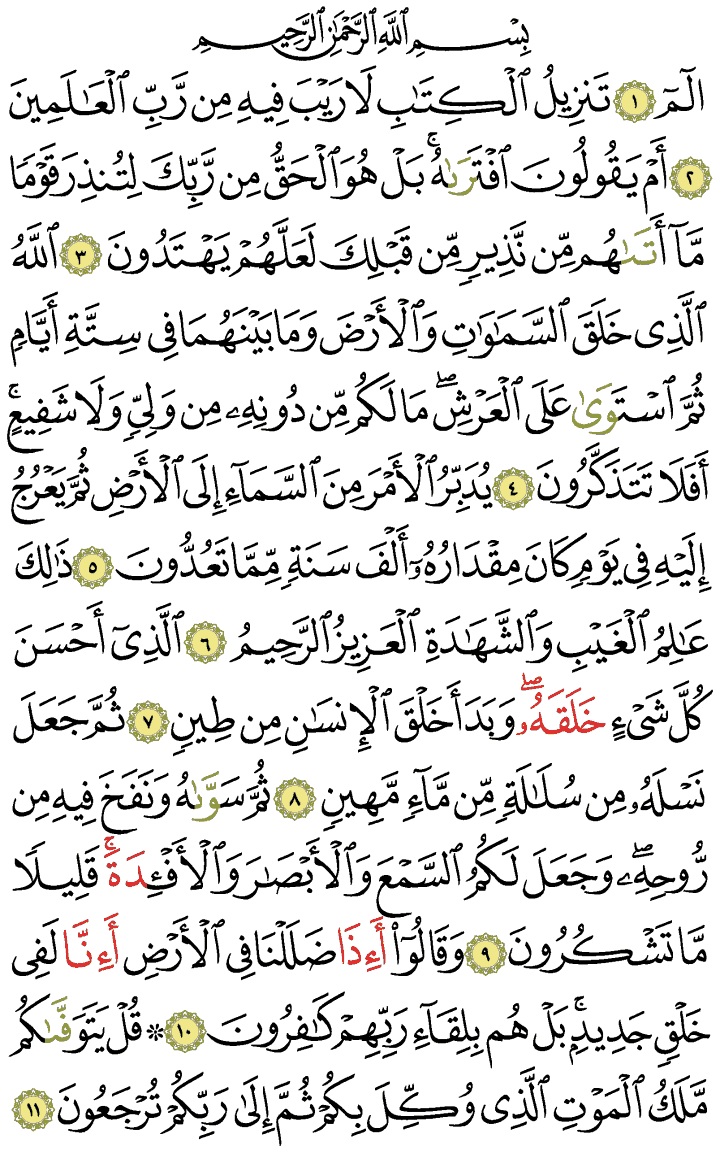 بِسْمِ ٱللَّهِ ٱلرَّحْمَٰنِ ٱلرَّحِيمِ
الٓمٓ ١ تَنزِيلُ ٱلْكِتَٰبِ لَا رَيْبَ فِيهِ مِن رَّبِّ ٱلْعَٰلَمِينَ
٢ أَمْ يَقُولُونَ ٱفْتَرَىٰهُ ۚ بَلْ هُوَ ٱلْحَقُّ مِن رَّبِّكَ لِتُنذِرَ قَوْمًا
مَّآ أَتَىٰهُم مِّن نَّذِيرٍ مِّن قَبْلِكَ لَعَلَّهُمْ يَهْتَدُونَ ٣ ٱللَّهُ
ٱلَّذِى خَلَقَ ٱلسَّمَٰوَٰتِ وَٱلْأَرْضَ وَمَا بَيْنَهُمَا فِى سِتَّةِ أَيَّامٍ
ثُمَّ ٱسْتَوَىٰ عَلَى ٱلْعَرْشِ ۖ مَا لَكُم مِّن دُونِهِۦ مِن وَلِىٍّ وَلَا شَفِيعٍ ۚ
أَفَلَا تَتَذَكَّرُونَ ٤ يُدَبِّرُ ٱلْأَمْرَ مِنَ ٱلسَّمَآءِ إِلَى ٱلْأَرْضِ ثُمَّ يَعْرُجُ
إِلَيْهِ فِى يَوْمٍ كَانَ مِقْدَارُهُۥٓ أَلْفَ سَنَةٍ مِّمَّا تَعُدُّونَ ٥ ذَٰلِكَ
عَٰلِمُ ٱلْغَيْبِ وَٱلشَّهَٰدَةِ ٱلْعَزِيزُ ٱلرَّحِيمُ ٦ ٱلَّذِىٓ أَحْسَنَ
كُلَّ شَىْءٍ خَلَقَهُۥ ۖ وَبَدَأَ خَلْقَ ٱلْإِنسَٰنِ مِن طِينٍ ٧ ثُمَّ جَعَلَ
نَسْلَهُۥ مِن سُلَٰلَةٍ مِّن مَّآءٍ مَّهِينٍ ٨ ثُمَّ سَوَّىٰهُ وَنَفَخَ فِيهِ مِن
رُّوحِهِۦ ۖ وَجَعَلَ لَكُمُ ٱلسَّمْعَ وَٱلْأَبْصَٰرَ وَٱلْأَفْـِٔدَةَ ۚ قَلِيلًا
مَّا تَشْكُرُونَ ٩ وَقَالُوٓا۟ أَءِذَا ضَلَلْنَا فِى ٱلْأَرْضِ أَءِنَّا لَفِى
خَلْقٍ جَدِيدٍۭ ۚ بَلْ هُم بِلِقَآءِ رَبِّهِمْ كَٰفِرُونَ ١٠ * قُلْ يَتَوَفَّىٰكُم
مَّلَكُ ٱلْمَوْتِ ٱلَّذِى وُكِّلَ بِكُمْ ثُمَّ إِلَىٰ رَبِّكُمْ تُرْجَعُونَ ١١